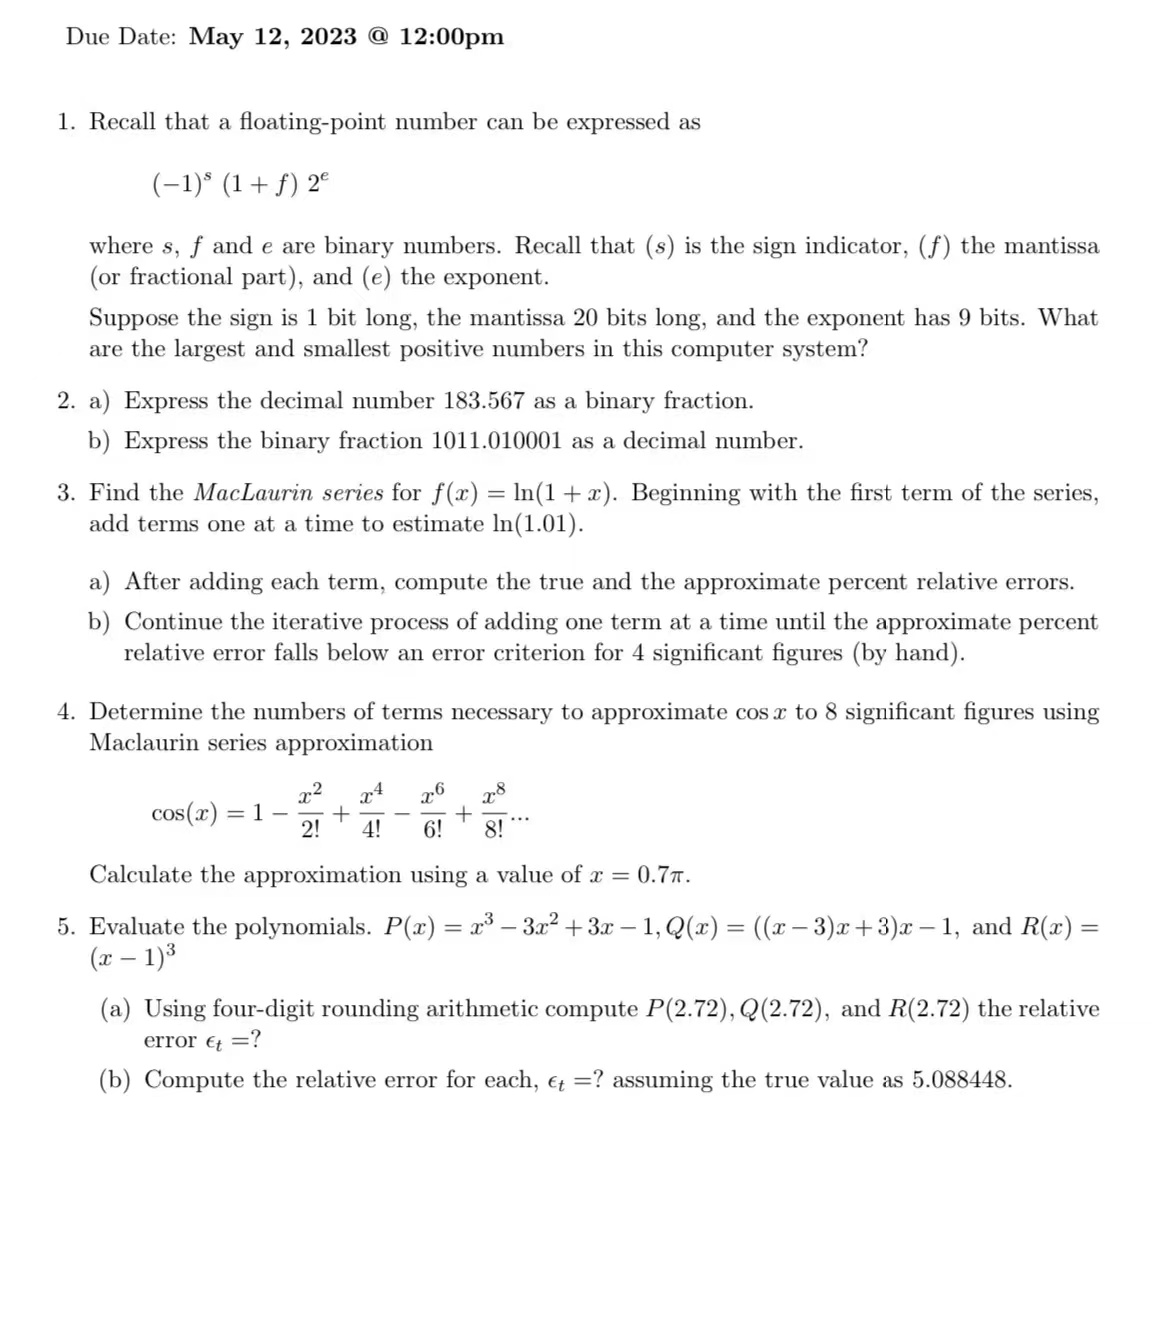 Due Date: May 12, 2023 @ 12:00pm
1. Recall that a floating-point number can be expressed as
(−1)^s (1 + f) 2^e
where s, f and e are binary numbers. Recall that (s) is the sign indicator, (f) the mantissa
(or fractional part), and (e) the exponent.
Suppose the sign is 1 bit long, the mantissa 20 bits long, and the exponent has 9 bits. What
are the largest and smallest positive numbers in this computer system?
2. a) Express the decimal number 183.567 as a binary fraction.
b) Express the binary fraction 1011.010001 as a decimal number.
3. Find the MacLaurin series for f(x) = ln(1 + x). Beginning with the first term of the series,
add terms one at a time to estimate ln(1.01).
a) After adding each term, compute the true and the approximate percent relative errors.
b) Continue the iterative process of adding one term at a time until the approximate percent
relative error falls below an error criterion for 4 significant figures (by hand).
4. Determine the numbers of terms necessary to approximate cos x to 8 significant figures using
Maclaurin series approximation
cos(x) = 1 − x^2/2! + x^4/4! − x^6/6! + x^8/8! ...
Calculate the approximation using a value of x = 0.7π.
5. Evaluate the polynomials. P(x) = x^3 − 3x^2 + 3x − 1, Q(x) = ((x − 3)x + 3)x − 1, and R(x) =
(x − 1)^3
(a) Using four-digit rounding arithmetic compute P(2.72), Q(2.72), and R(2.72) the relative
error ϵ_t =?
(b) Compute the relative error for each, ϵ_t =? assuming the true value as 5.088448.